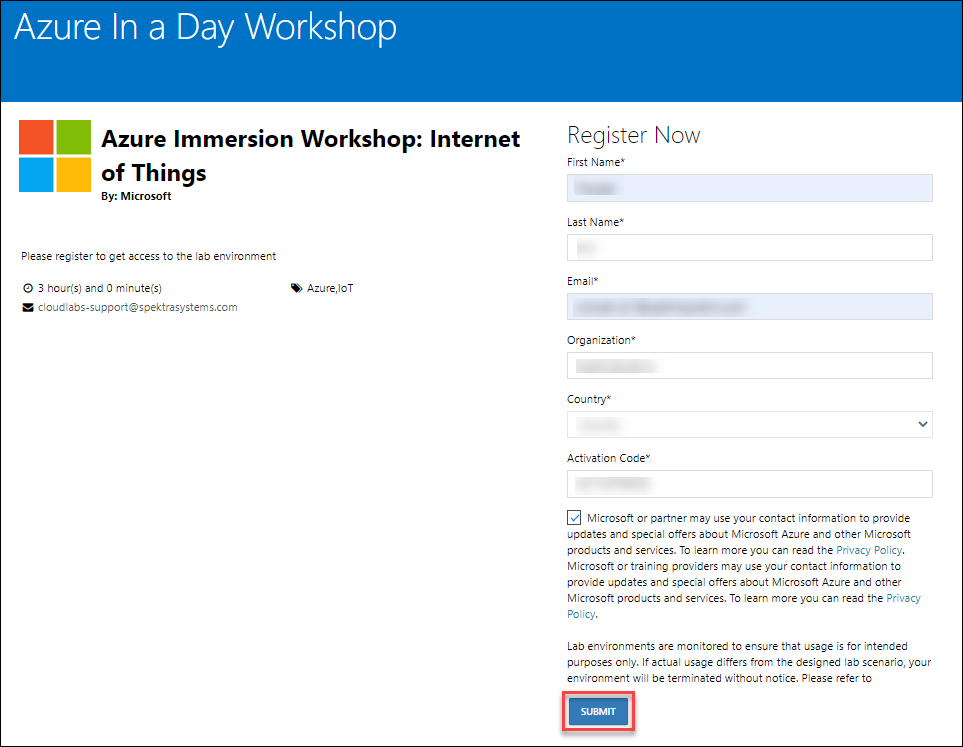 Azure In a Day Workshop
Azure Immersion Workshop: Internet
of Things
By: Microsoft
Please register to get access to the lab environment
3 hour(s) and 0 minute(s)
Azure,IoT
cloudlabs-support@spektrasystems.com
Register Now
First Name*
Last Name*
Email*
Organization*
Country*
Activation Code*
Microsoft or partner may use your contact information to provide
updates and special offers about Microsoft Azure and other Microsoft
products and services. To learn more you can read the Privacy Policy.
Microsoft or training providers may use your contact information to
provide updates and special offers about Microsoft Azure and other
Microsoft products and services. To learn more you can read the Privacy
Policy.
Lab environments are monitored to ensure that usage is for intended
purposes only. If actual usage differs from the designed lab scenario, your
environment will be terminated without notice. Please refer to
SUBMIT